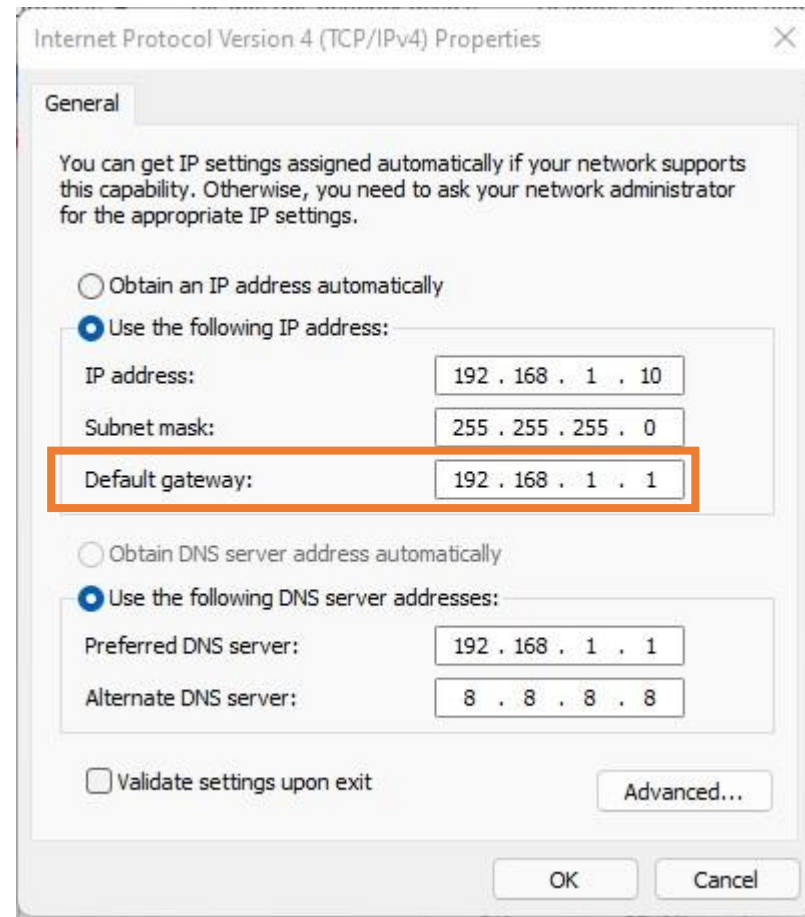 Internet Protocol Version 4 (TCP/IPv4) Properties
General
You can get IP settings assigned automatically if your network supports
this capability. Otherwise, you need to ask your network administrator
for the appropriate IP settings.
Obtain an IP address automatically
Use the following IP address:
IP address: 192 . 168 . 1 . 10
Subnet mask: 255 . 255 . 255 . 0
Default gateway: 192 . 168 . 1 . 1
Obtain DNS server address automatically
Use the following DNS server addresses:
Preferred DNS server: 192 . 168 . 1 . 1
Alternate DNS server: 8 . 8 . 8 . 8
Validate settings upon exit
Advanced...
OK Cancel